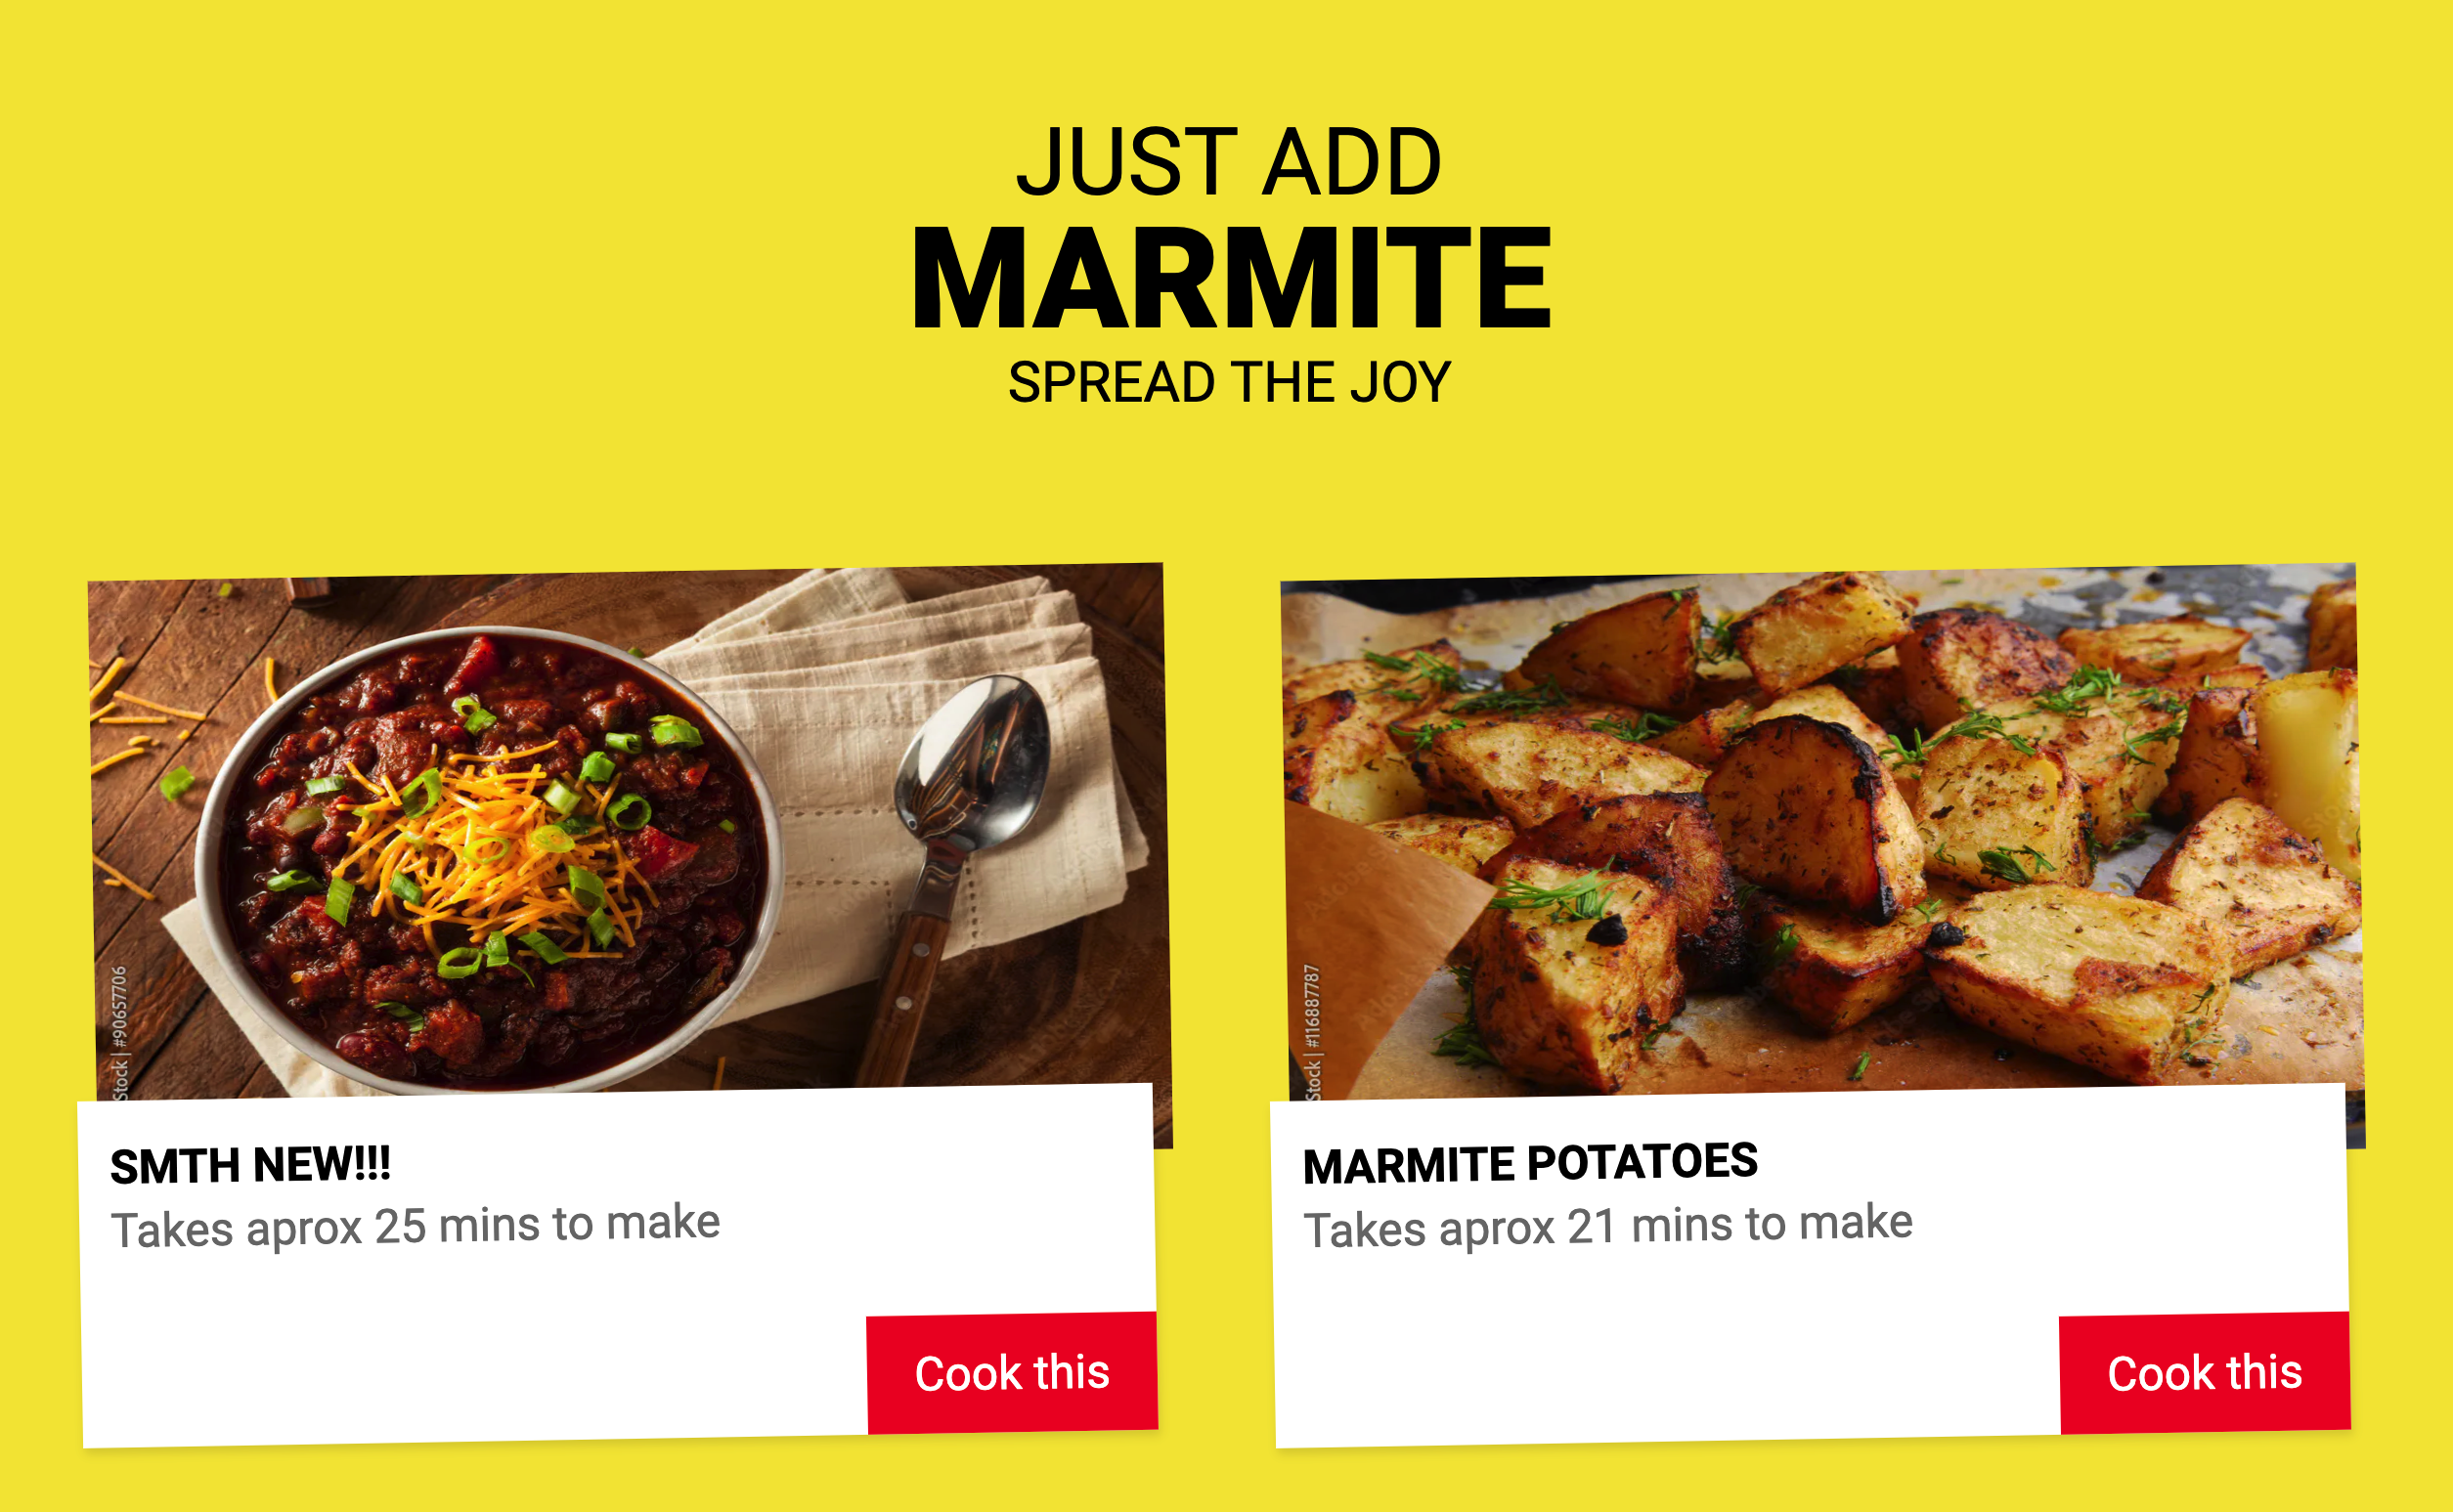 JUST ADD
MARMITE
SPREAD THE JOY
Stock | #90657706
Stock | #116887787
SMTH NEW!!!
Takes aprox 25 mins to make
Cook this
MARMITE POTATOES
Takes aprox 21 mins to make
Cook this